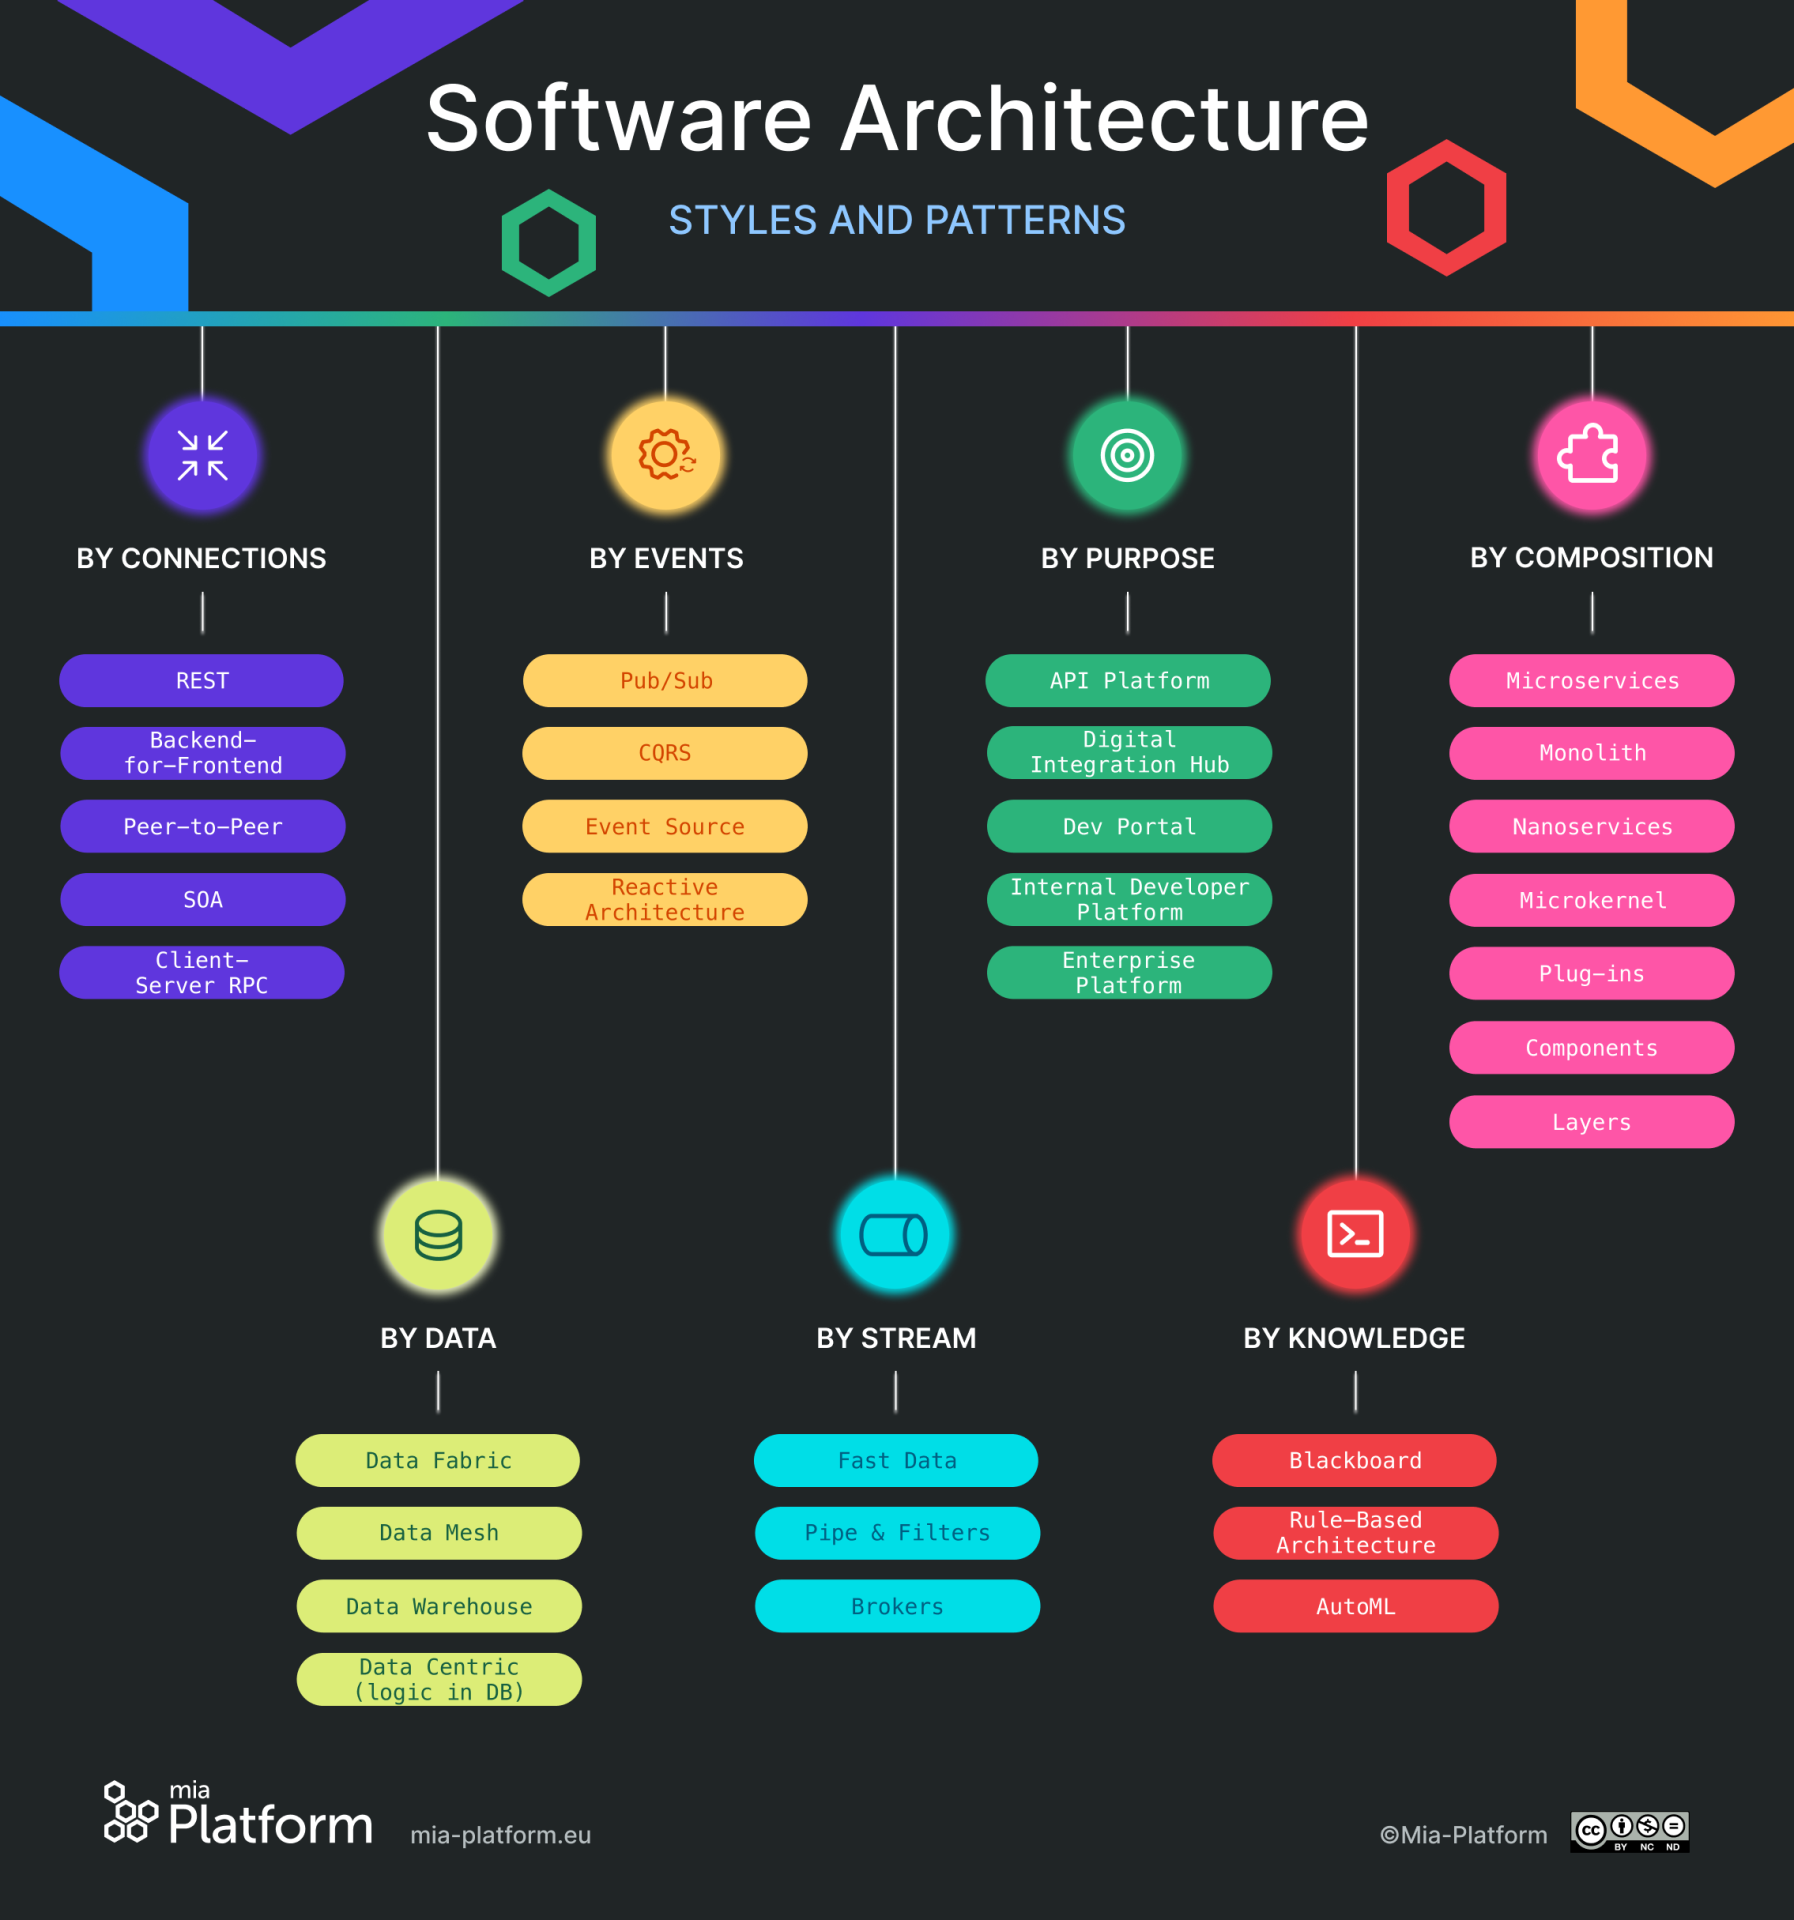 Software Architecture
STYLES AND PATTERNS
BY CONNECTIONS
REST
Backend-
for-Frontend
Peer-to-Peer
SOA
Client-
Server RPC
BY EVENTS
Pub/Sub
CQRS
Event Source
Reactive
Architecture
BY PURPOSE
API Platform
Digital
Integration Hub
Dev Portal
Internal Developer
Platform
Enterprise
Platform
BY COMPOSITION
Microservices
Monolith
Nanoservices
Microkernel
Plug-ins
Components
Layers
BY DATA
Data Fabric
Data Mesh
Data Warehouse
Data Centric
(logic in DB)
BY STREAM
Fast Data
Pipe & Filters
Brokers
BY KNOWLEDGE
Blackboard
Rule-Based
Architecture
AutoML
mia
Platform
mia-platform.eu
©Mia-Platform
cc
BY NC ND